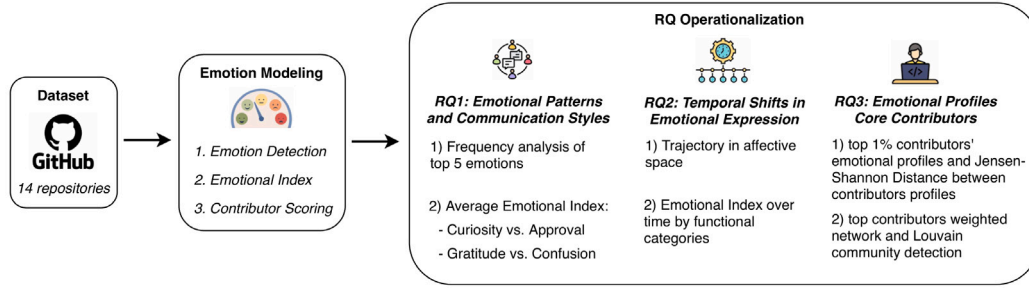 RQ Operationalization
Dataset
GitHub
14 repositories
Emotion Modeling
1. Emotion Detection
2. Emotional Index
3. Contributor Scoring
RQ1: Emotional Patterns
and Communication Styles
1) Frequency analysis of
top 5 emotions
2) Average Emotional Index:
- Curiosity vs. Approval
- Gratitude vs. Confusion
RQ2: Temporal Shifts in
Emotional Expression
1) Trajectory in affective
space
2) Emotional Index over
time by functional
categories
RQ3: Emotional Profiles
Core Contributors
1) top 1% contributors'
emotional profiles and Jensen-
Shannon Distance between
contributors profiles
2) top contributors weighted
network and Louvain
community detection